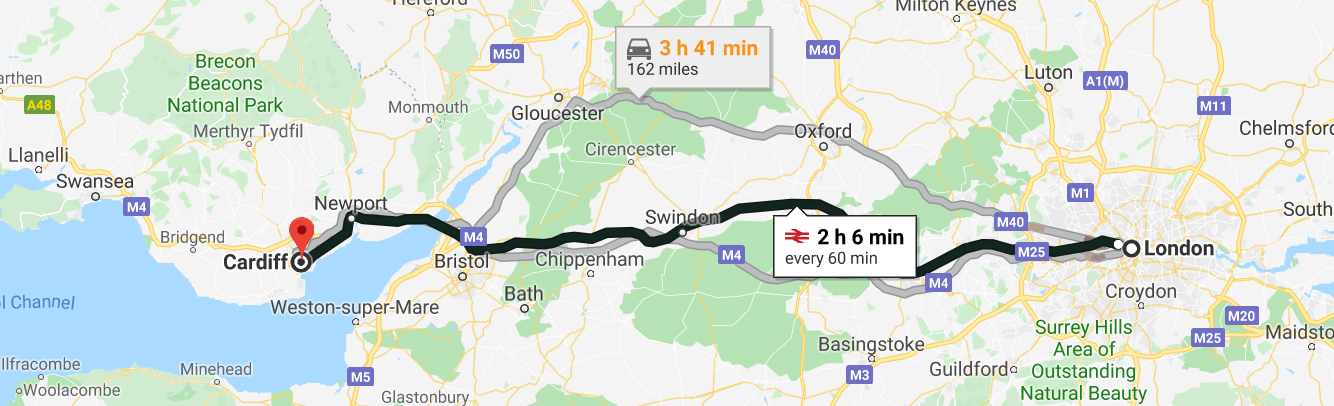 Hereford
Milton Keynes
3 h 41 min
162 miles
M50
M40
Brecon
Beacons
National Park
Luton
A1(M)
arthen
A48
Monmouth
Gloucester
M11
Merthyr Tydfil
Oxford
Chelmsford
Cirencester
Llanelli
Swansea
M4
M1
Newport
Swindon
M40
South
Bridgend
M4
2 h 6 min
every 60 min
Cardiff
Bristol
Chippenham
M4
M25
London
M4
Bath
Croydon
ol Channel
Weston-super-Mare
M20
Surrey Hills
Area of
Outstanding
Natural Beauty
M25
Maidsto
Basingstoke
Ilfracombe
Minehead
M5
M3
Guildford
Woolacombe
Glastonbury